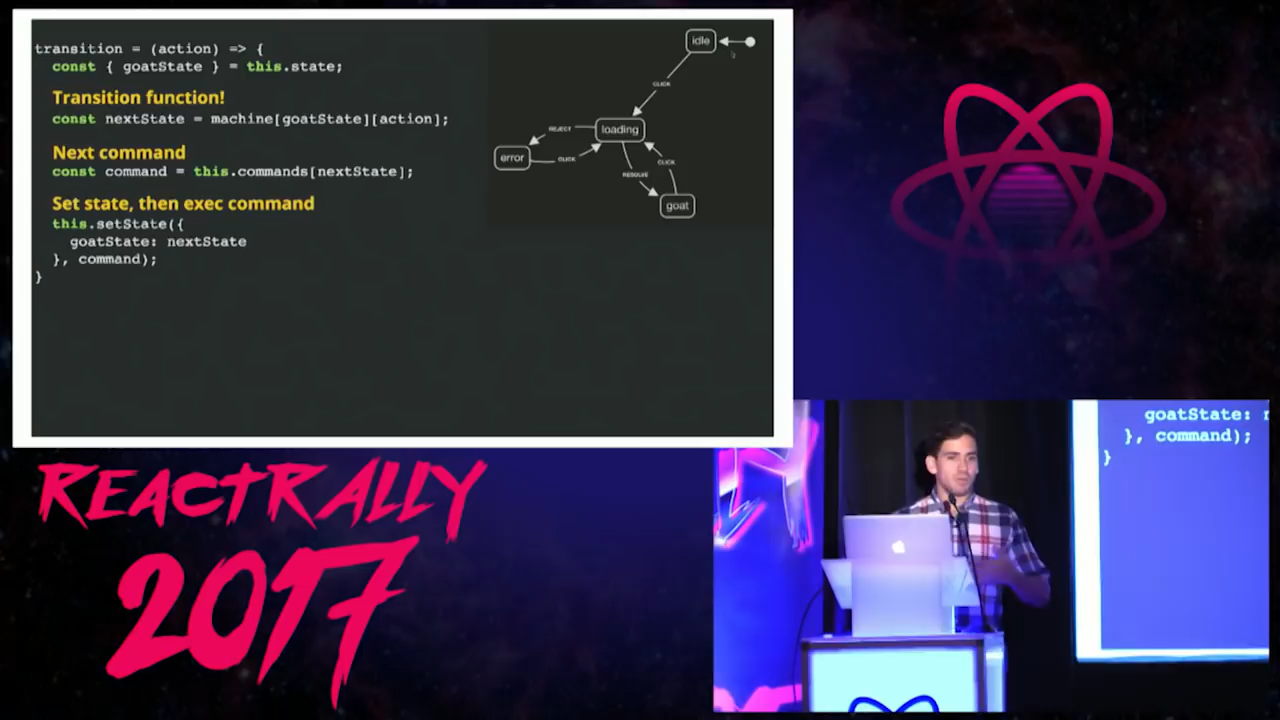 transition = (action) => {
const { goatState } = this.state;
Transition function!
const nextState = machine[goatState][action];
Next command
const command = this.commands[nextState];
Set state, then exec command
this.setState({
goatState: nextState
}, command);
}
idle
CLICK
loading
REJECT
error
CLICK
CLICK
RESOLVE
goat
REACTRALLY
2017
goatState: n
}, command);
}